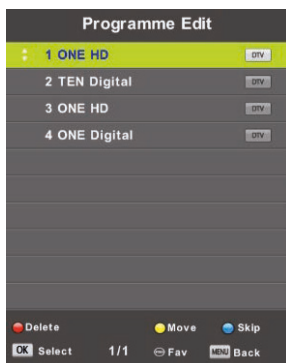 Programme Edit
1 ONE HD DTV
2 TEN Digital DTV
3 ONE HD DTV
4 ONE Digital DTV
Delete Move Skip
OK Select 1/1 Fav MENU Back